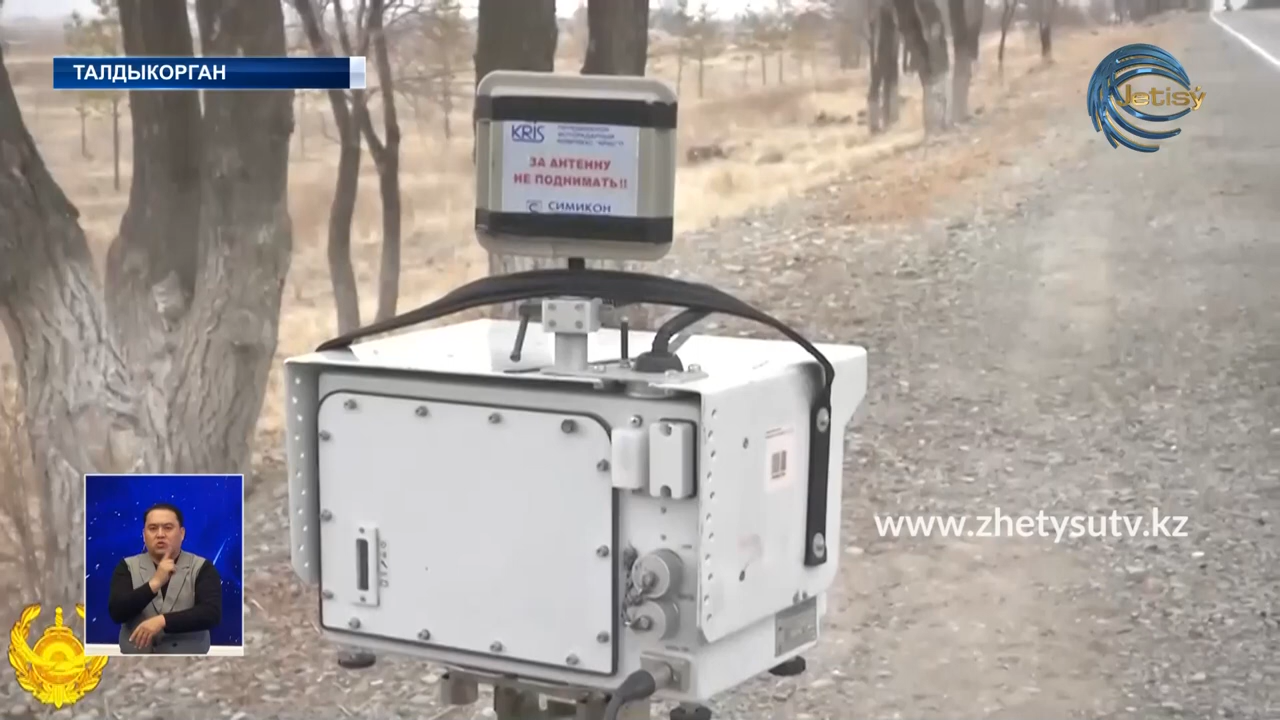 ТАЛДЫКОРГАН
Jetisý
KRIS
ЗА АНТЕННУ
НЕ ПОДНИМАТЬ!!
СИМИКОН
www.zhetysutv.kz